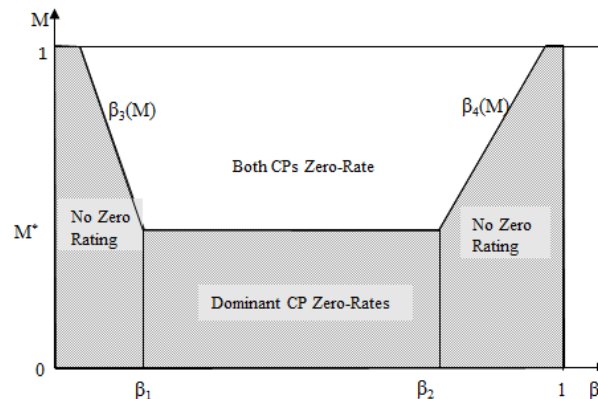 M
1
β3(M)
β4(M)
Both CPs Zero-Rate
No Zero
Rating
No Zero
Rating
M*
Dominant CP Zero-Rates
0
β1
β2
1
β